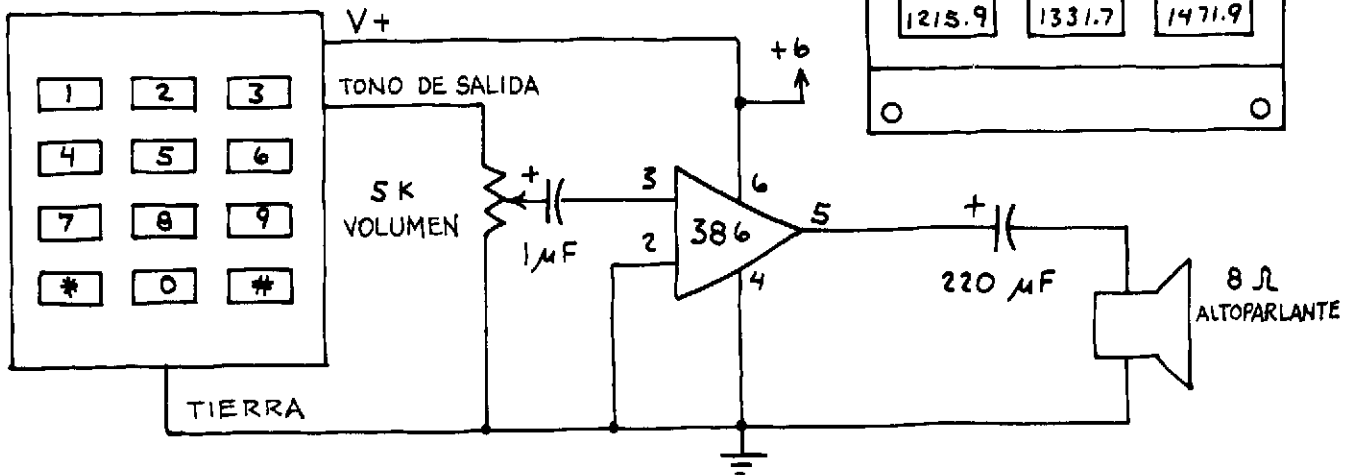 1215.9 1331.7 1471.9
V+
+6
TONO DE SALIDA
1 2 3
4 5 6
7 8 9
* 0 #
5K
VOLUMEN
+
1µF
3
2
386
6
5
4
+
220 µF
8 Ω
ALTOPARLANTE
TIERRA